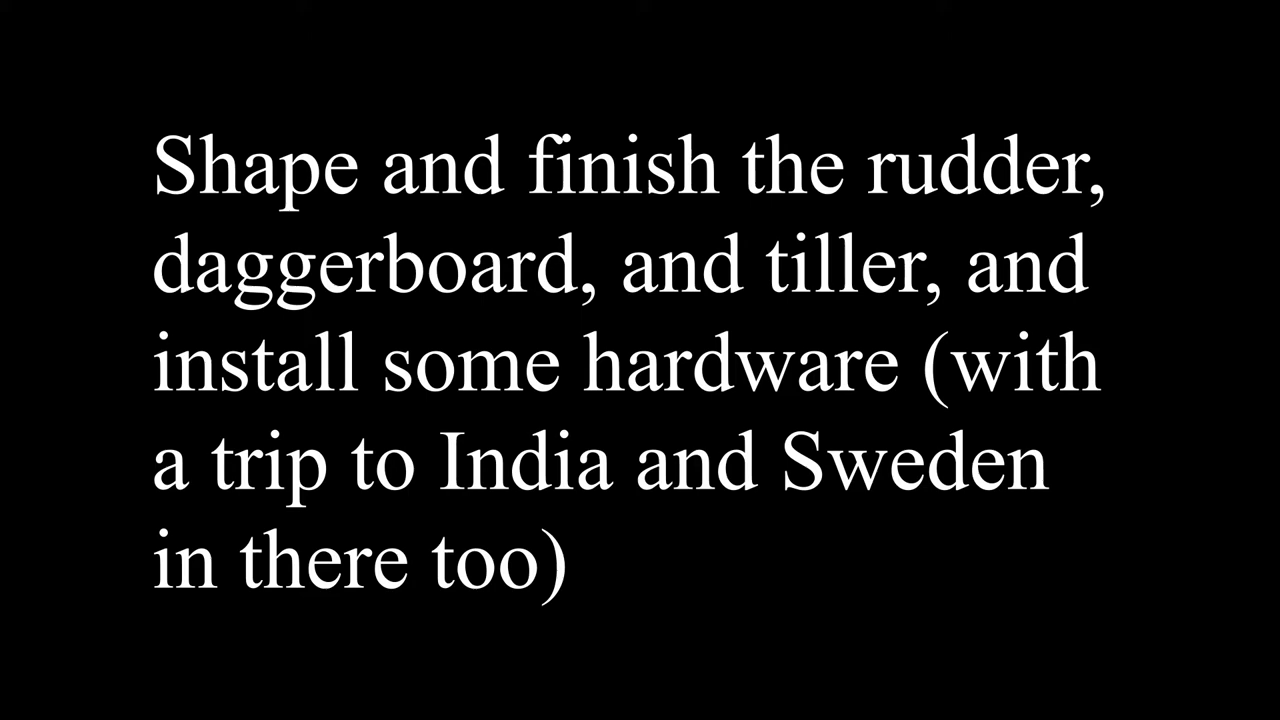 Shape and finish the rudder,
daggerboard, and tiller, and
install some hardware (with
a trip to India and Sweden
in there too)